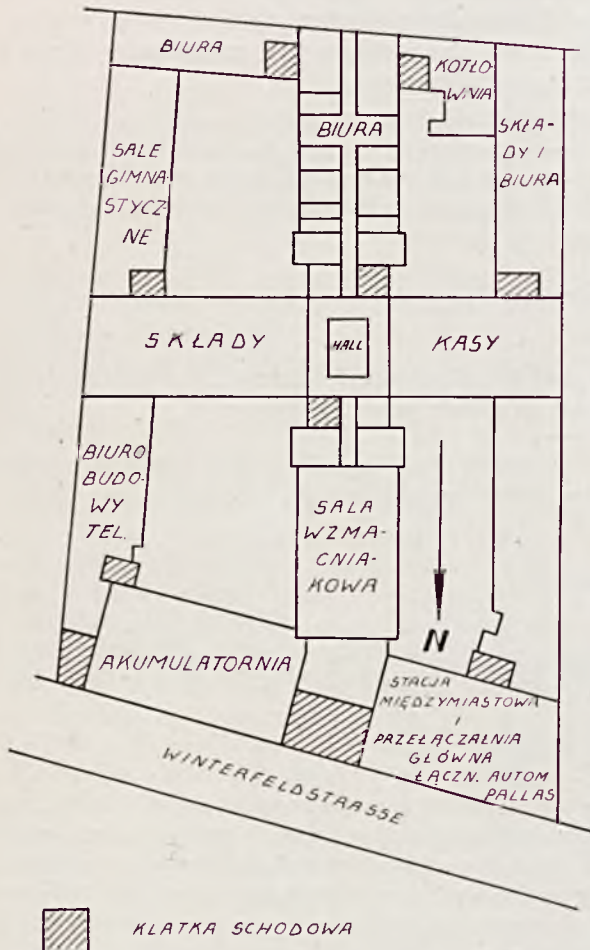 BIURA
KOTŁO-
WNIA
BIURA
SKŁA-
DY I
BIURA
SALE
GIMNA-
STYCZ-
NE
SKŁADY
HALL
KASY
BIURO
BUDO-
WY
TEL.
SALA
WZMA-
CNIA-
KOWA
N
AKUMULATORNIA
STACJA
MIĘDZYMIASTOWA
I
PRZEŁĄCZALNIA
GŁÓWNA
ŁĄCZN. AUTOM
PALLAS
WINTERFELDSTRASSE
KLATKA SCHODOWA